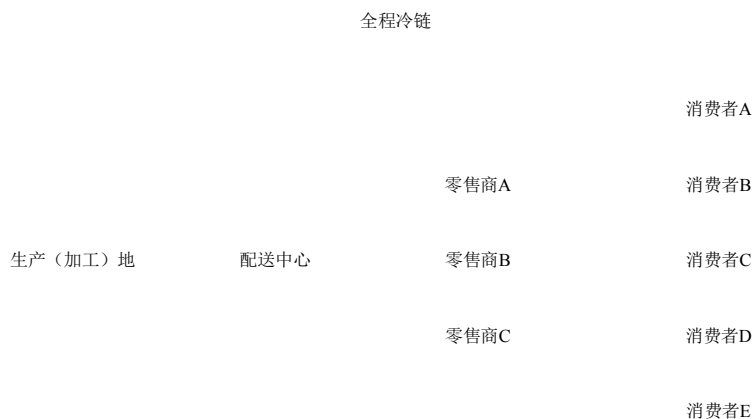 全程冷链
消费者A
零售商A 消费者B
生产（加工）地 配送中心 零售商B 消费者C
零售商C 消费者D
消费者E